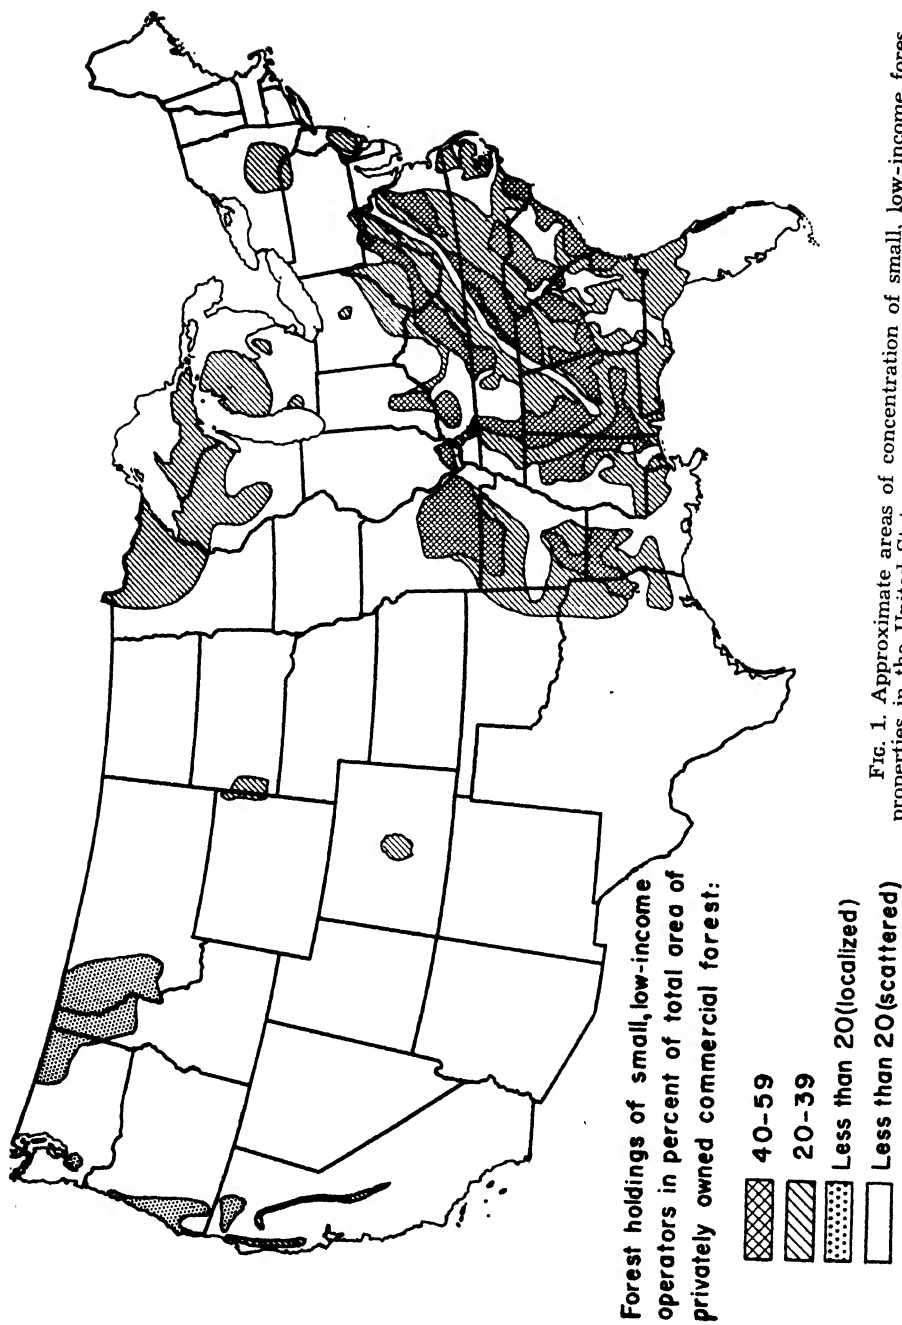 Forest holdings of small, low-income
operators in percent of total area of
privately owned commercial forest:
40-59
20-39
Less than 20 (localized)
Less than 20 (scattered)
FIG. 1. Approximate areas of concentration of small, low-income
properties in the United